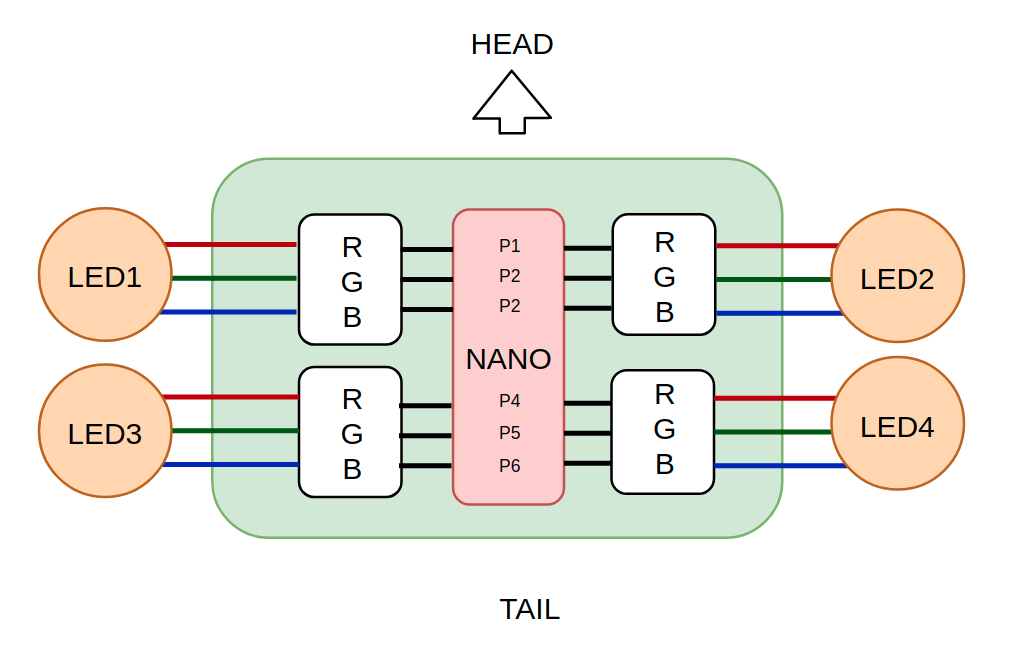 HEAD
LED1
R
G
B
P1
P2
P2
R
G
B
LED2
NANO
LED3
R
G
B
P4
P5
P6
R
G
B
LED4
TAIL